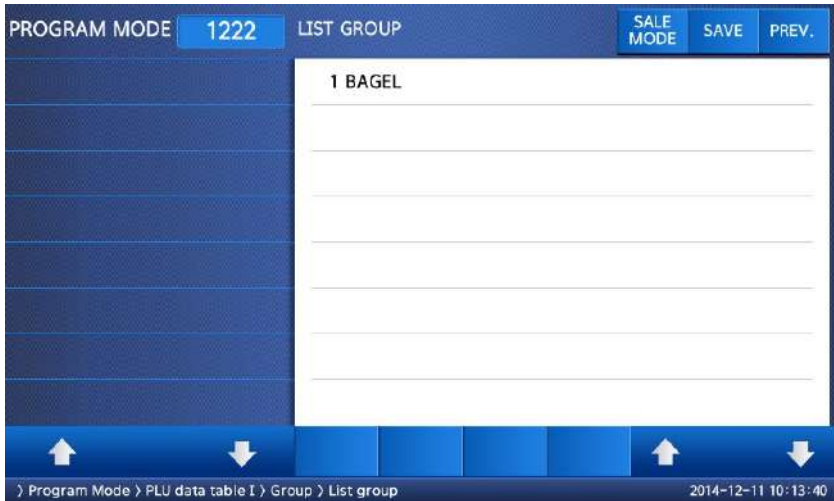 PROGRAM MODE 1222 LIST GROUP SALE MODE SAVE PREV.
1 BAGEL
> Program Mode > PLU data table I > Group > List group 2014-12-11 10:13:40